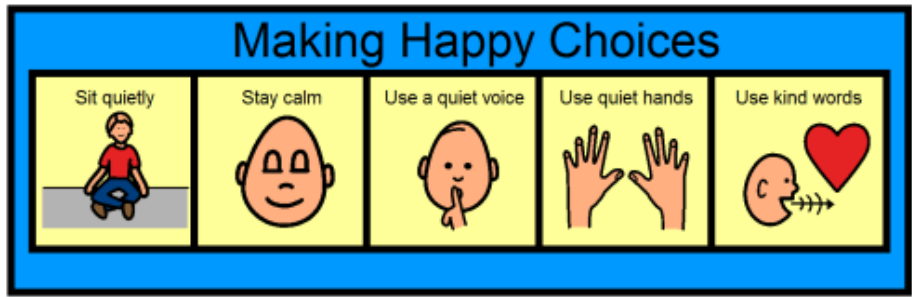 Making Happy Choices
Sit quietly
Stay calm
Use a quiet voice
Use quiet hands
Use kind words